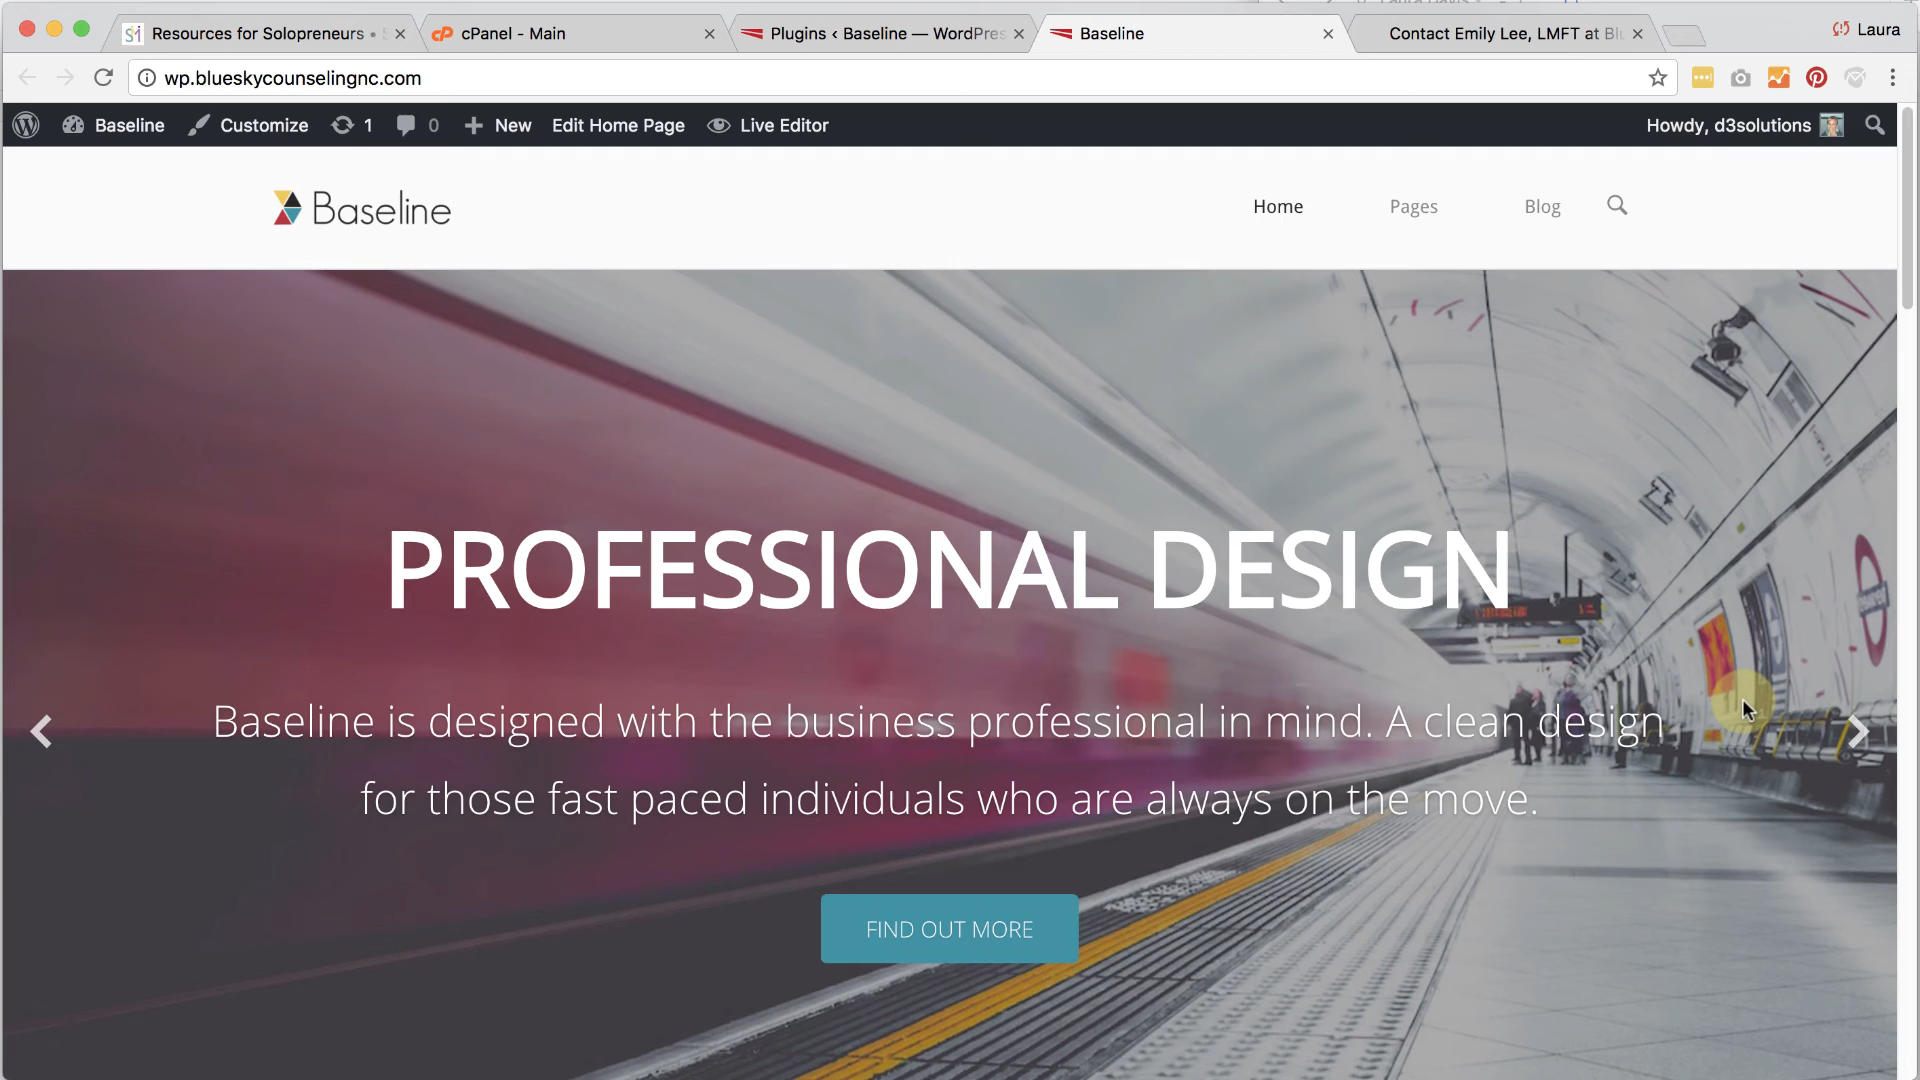 Resources for Solopreneurs •
cPanel - Main
Plugins ‹ Baseline — WordPres
Baseline
Contact Emily Lee, LMFT at Bl
Laura
wp.blueskycounselingnc.com
Baseline
Customize
1
0
New
Edit Home Page
Live Editor
Howdy, d3solutions
Baseline
Home
Pages
Blog
PROFESSIONAL DESIGN
Baseline is designed with the business professional in mind. A clean design
for those fast paced individuals who are always on the move.
FIND OUT MORE